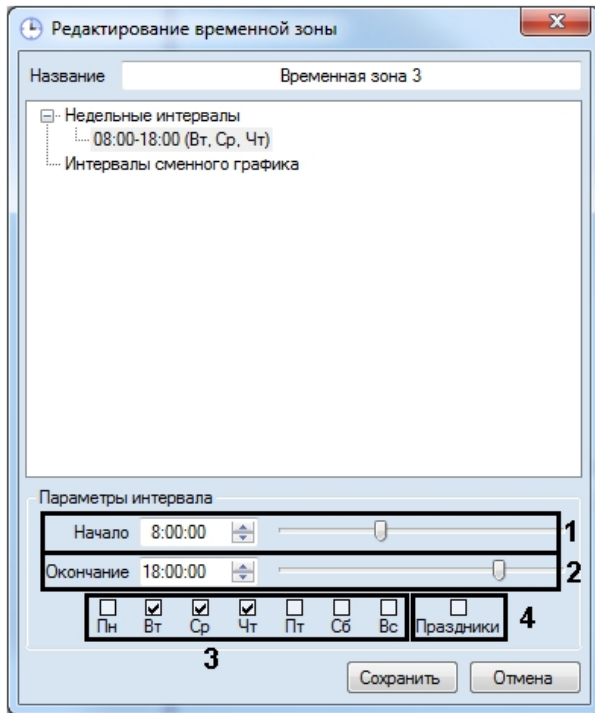 Редактирование временной зоны
Название Временная зона 3
Недельные интервалы
08:00-18:00 (Вт, Ср, Чт)
Интервалы сменного графика
Параметры интервала
Начало 8:00:00 1
Окончание 18:00:00 2
Пн Вт Ср Чт Пт Сб Вс Праздники 4
3
Сохранить Отмена